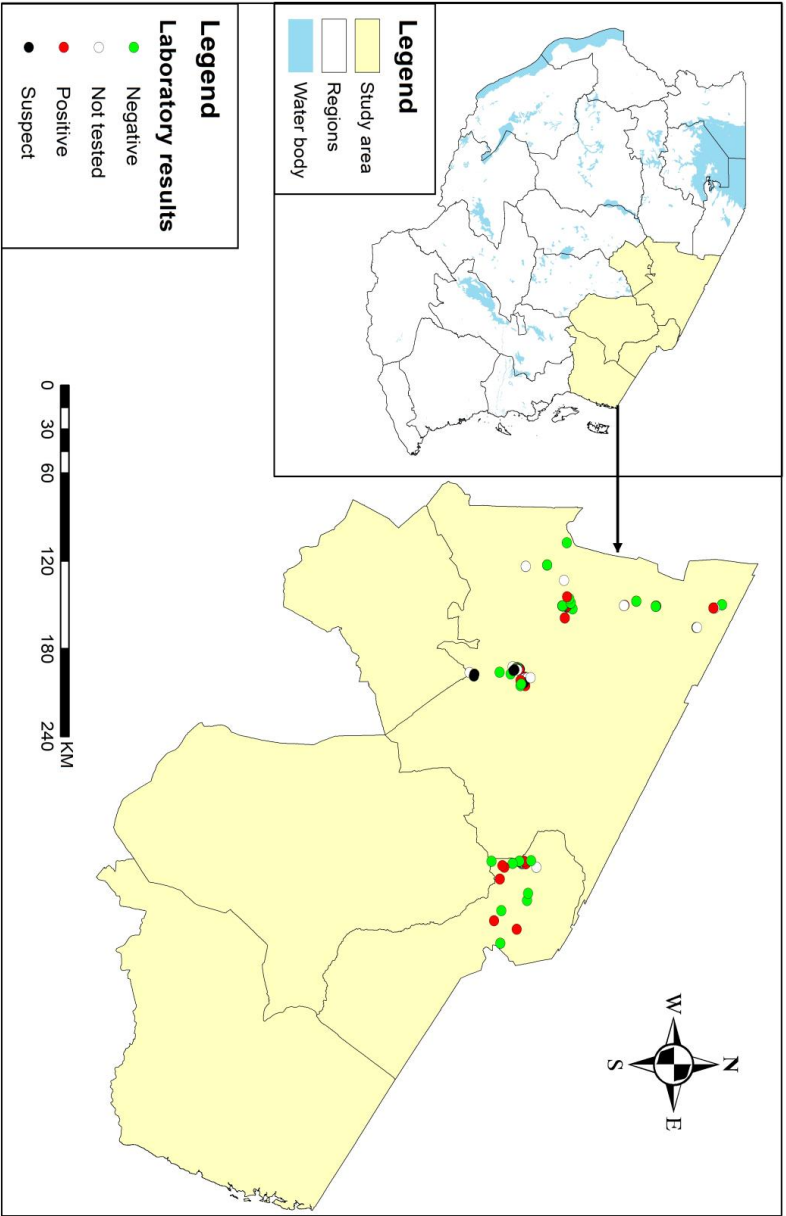 Legend
Study area
Regions
Water body
N
W
E
S
Legend
Laboratory results
Negative
Not tested
Positive
Suspect
0 30 60 120 180 240
KM